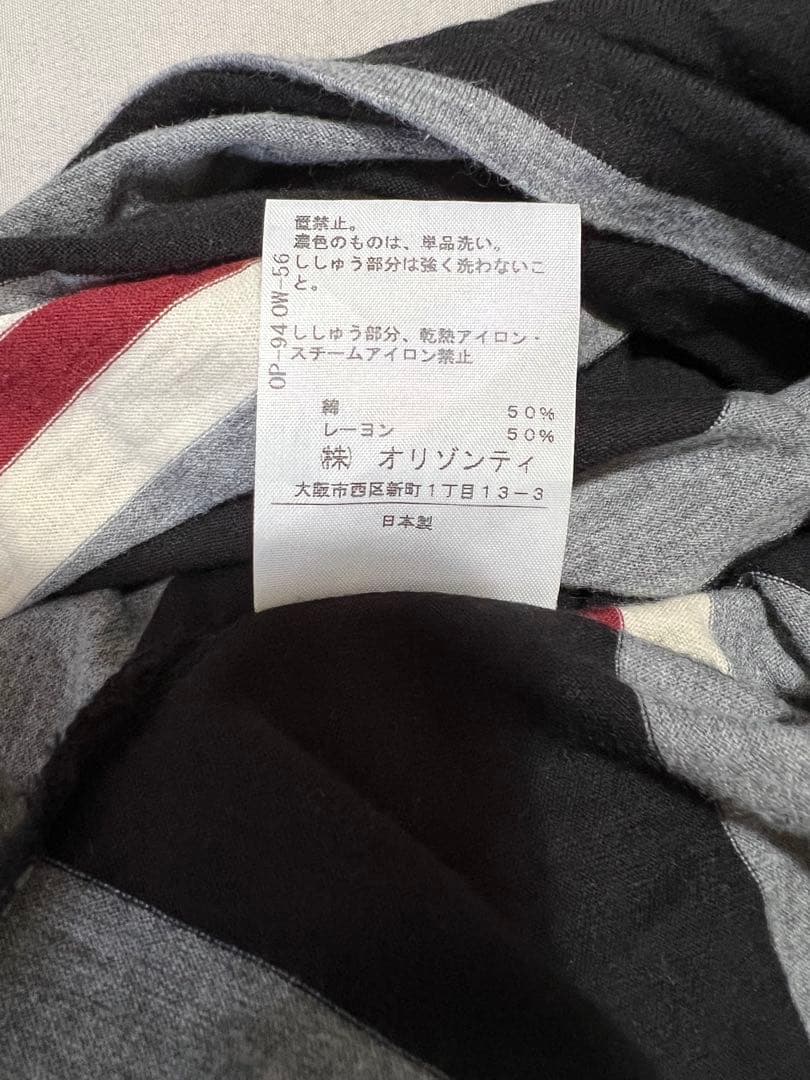 置禁止。
濃色のものは、単品洗い。
ししゅう部分は強く洗わないこ
と。
ししゅう部分、乾熱アイロン・
スチームアイロン禁止
OP-940W-56
綿 50%
レーヨン 50%
㈱ オリゾンティ
大阪市西区新町1丁目13-3
日本製